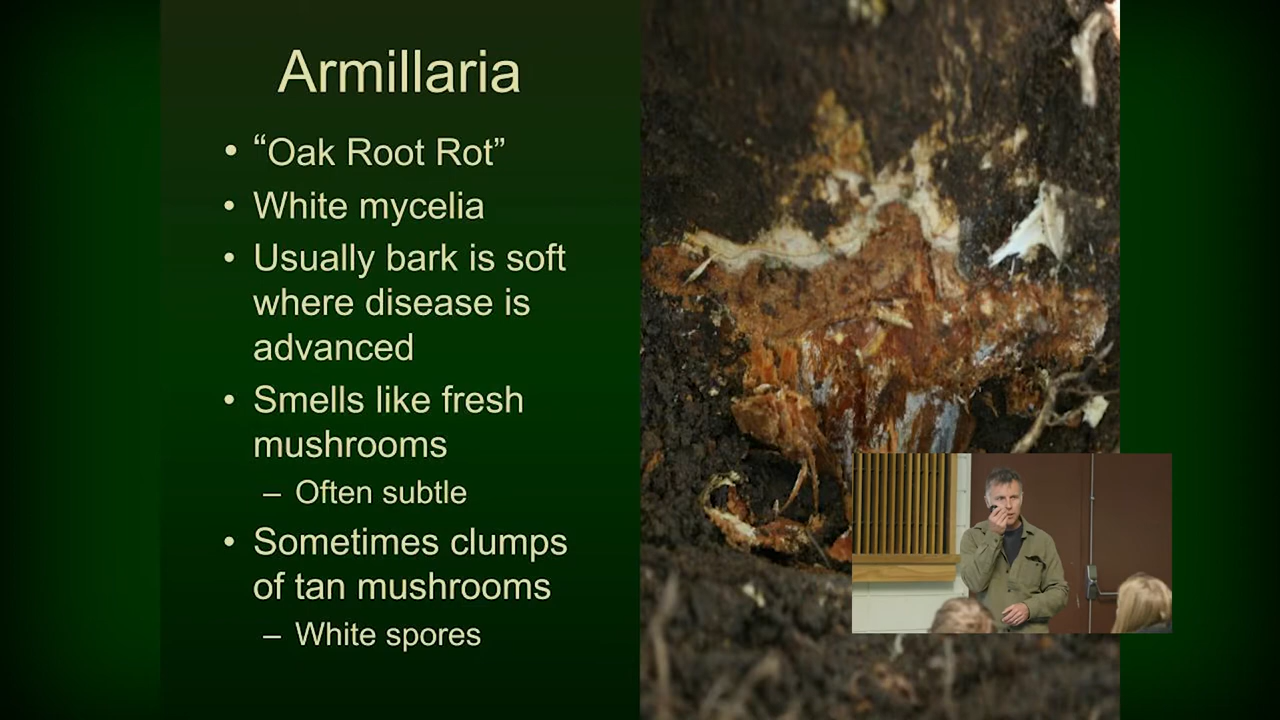 Armillaria
• “Oak Root Rot”
• White mycelia
• Usually bark is soft
where disease is
advanced
• Smells like fresh
mushrooms
– Often subtle
• Sometimes clumps
of tan mushrooms
– White spores